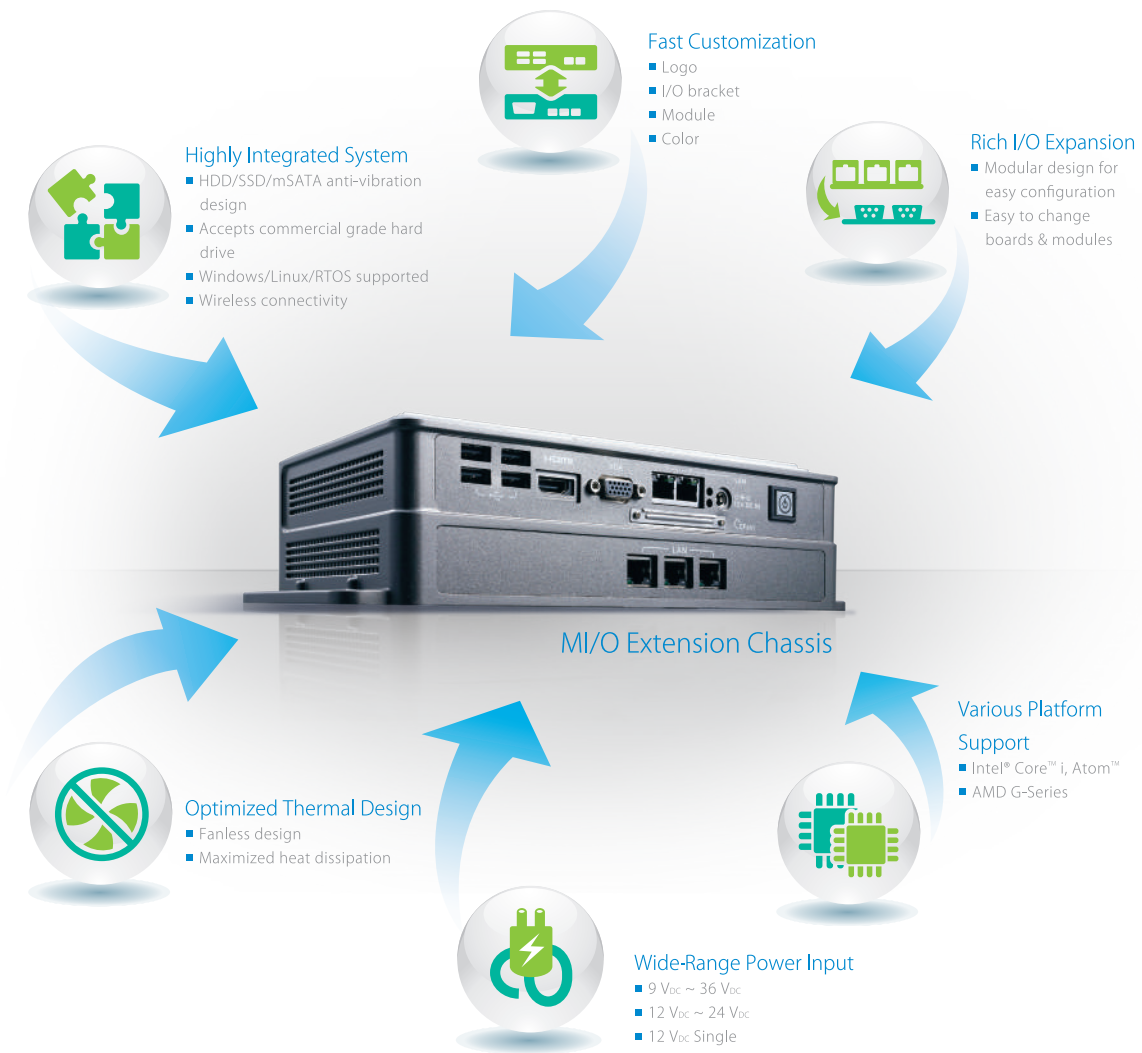 Fast Customization
■ Logo
■ I/O bracket
■ Module
■ Color
Highly Integrated System
■ HDD/SSD/mSATA anti-vibration
design
■ Accepts commercial grade hard
drive
■ Windows/Linux/RTOS supported
■ Wireless connectivity
Rich I/O Expansion
■ Modular design for
easy configuration
■ Easy to change
boards & modules
LAN
MI/O Extension Chassis
Optimized Thermal Design
■ Fanless design
■ Maximized heat dissipation
Various Platform
Support
■ Intel® Core™ i, Atom™
■ AMD G-Series
Wide-Range Power Input
■ 9 VDC ~ 36 VDC
■ 12 VDC ~ 24 VDC
■ 12 VDC Single